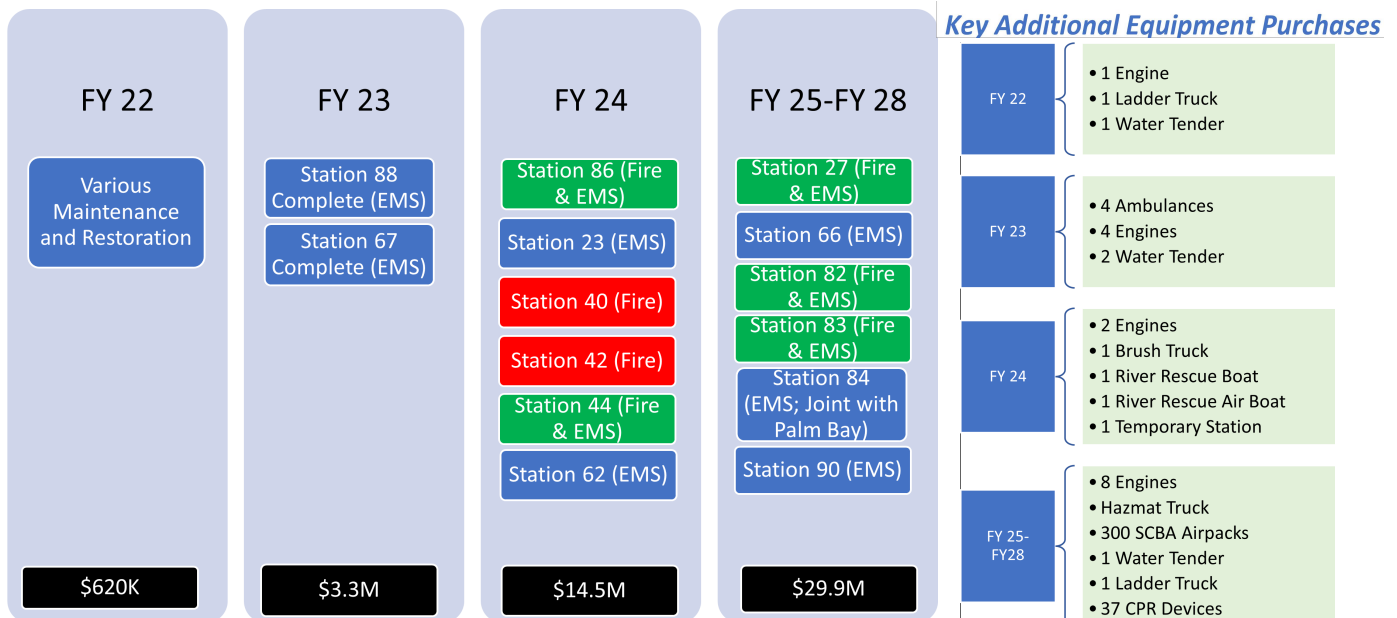 FY 22
Various
Maintenance
and Restoration
$620K
FY 23
Station 88
Complete (EMS)
Station 67
Complete (EMS)
$3.3M
FY 24
Station 86 (Fire
& EMS)
Station 23 (EMS)
Station 40 (Fire)
Station 42 (Fire)
Station 44 (Fire
& EMS)
Station 62 (EMS)
$14.5M
FY 25-FY 28
Station 27 (Fire
& EMS)
Station 66 (EMS)
Station 82 (Fire
& EMS)
Station 83 (Fire
& EMS)
Station 84
(EMS; Joint with
Palm Bay)
Station 90 (EMS)
$29.9M
Key Additional Equipment Purchases
FY 22
• 1 Engine
• 1 Ladder Truck
• 1 Water Tender
FY 23
• 4 Ambulances
• 4 Engines
• 2 Water Tender
FY 24
• 2 Engines
• 1 Brush Truck
• 1 River Rescue Boat
• 1 River Rescue Air Boat
• 1 Temporary Station
FY 25-
FY28
• 8 Engines
• Hazmat Truck
• 300 SCBA Airpacks
• 1 Water Tender
• 1 Ladder Truck
• 37 CPR Devices